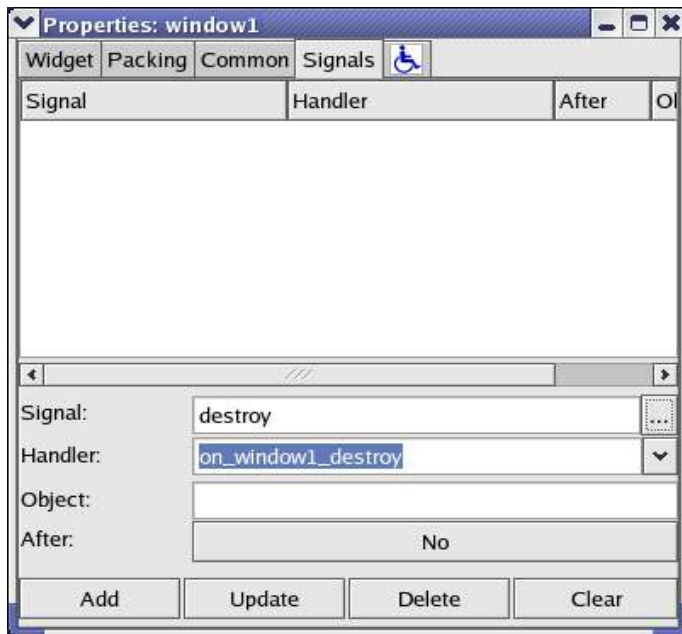 Properties: window1
Widget Packing Common Signals
Signal Handler After
Signal: destroy ...
Handler: on_window1_destroy
Object:
After: No
Add Update Delete Clear